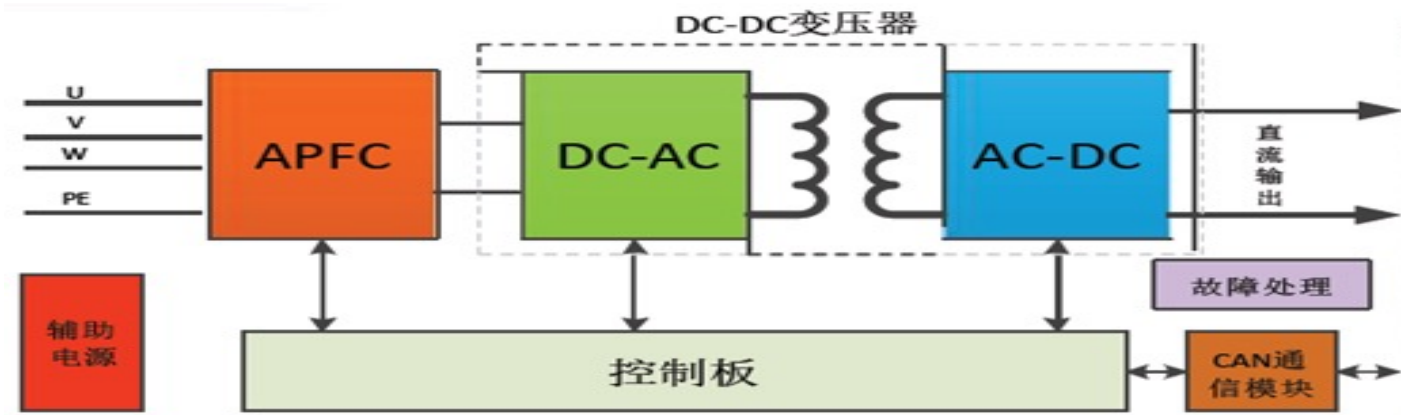 DC-DC变压器
U
V
W
PE
APFC
DC-AC
AC-DC
直流输出
故障处理
辅助
电源
控制板
CAN通
信模块